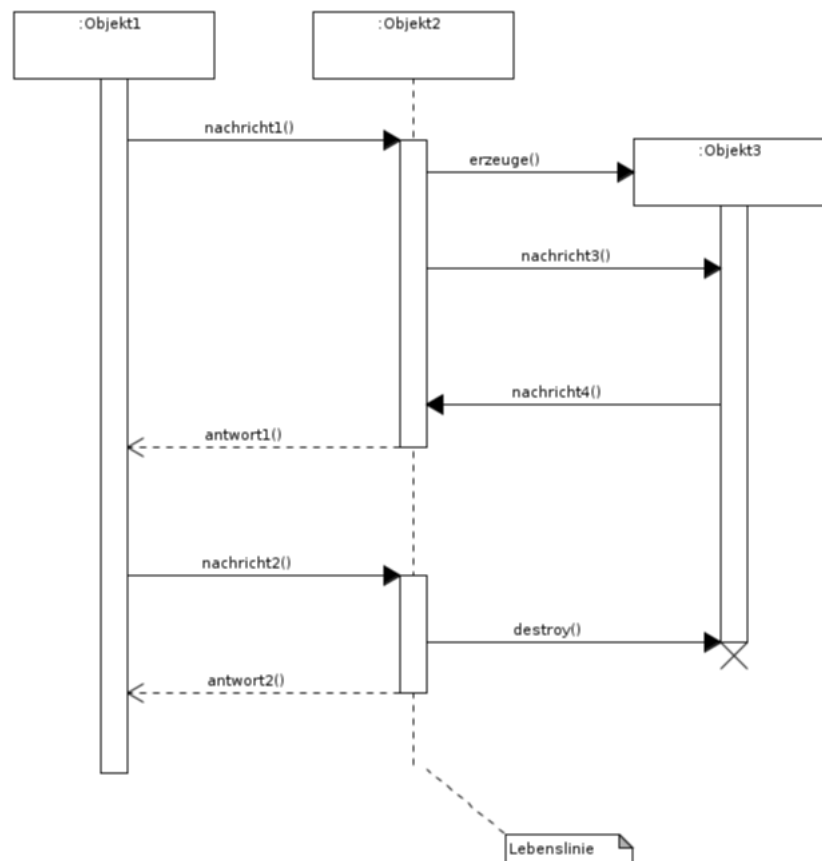 :Objekt1
:Objekt2
nachricht1()
:Objekt3
erzeuge()
nachricht3()
nachricht4()
antwort1()
nachricht2()
destroy()
antwort2()
Lebenslinie